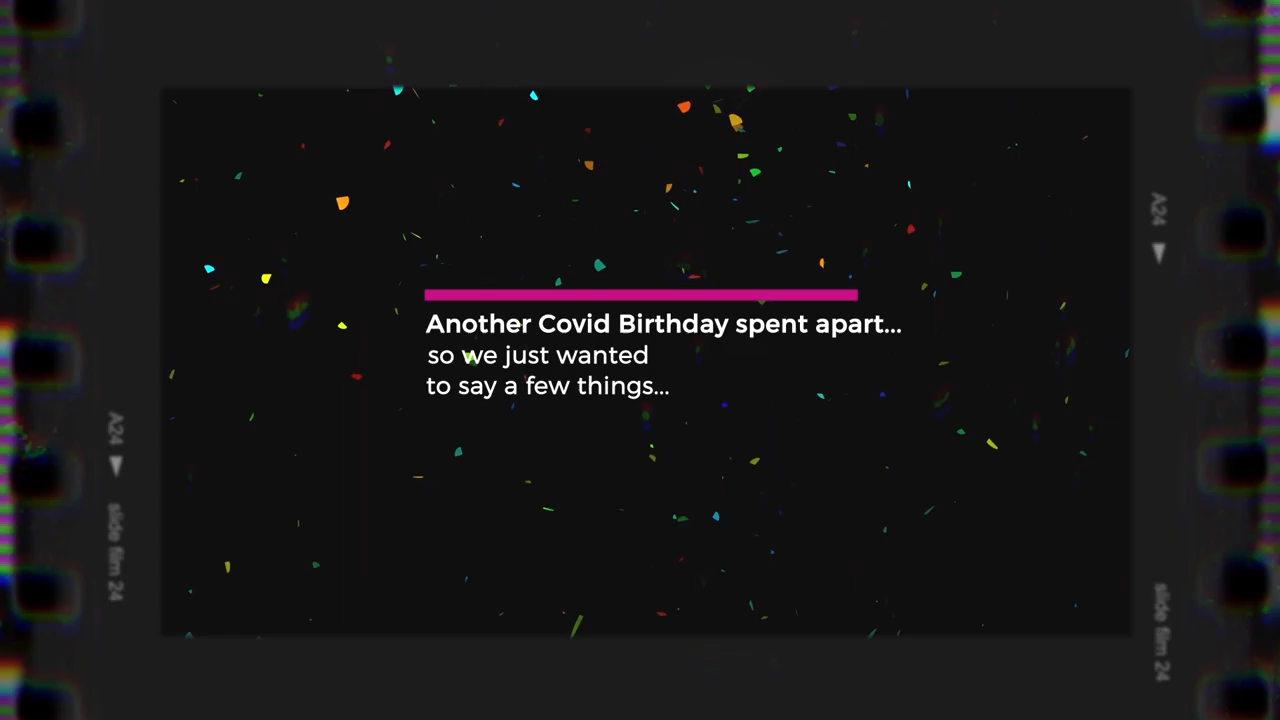 Another Covid Birthday spent apart...
so we just wanted
to say a few things...
A24
slide film 24
A24
slide film 24